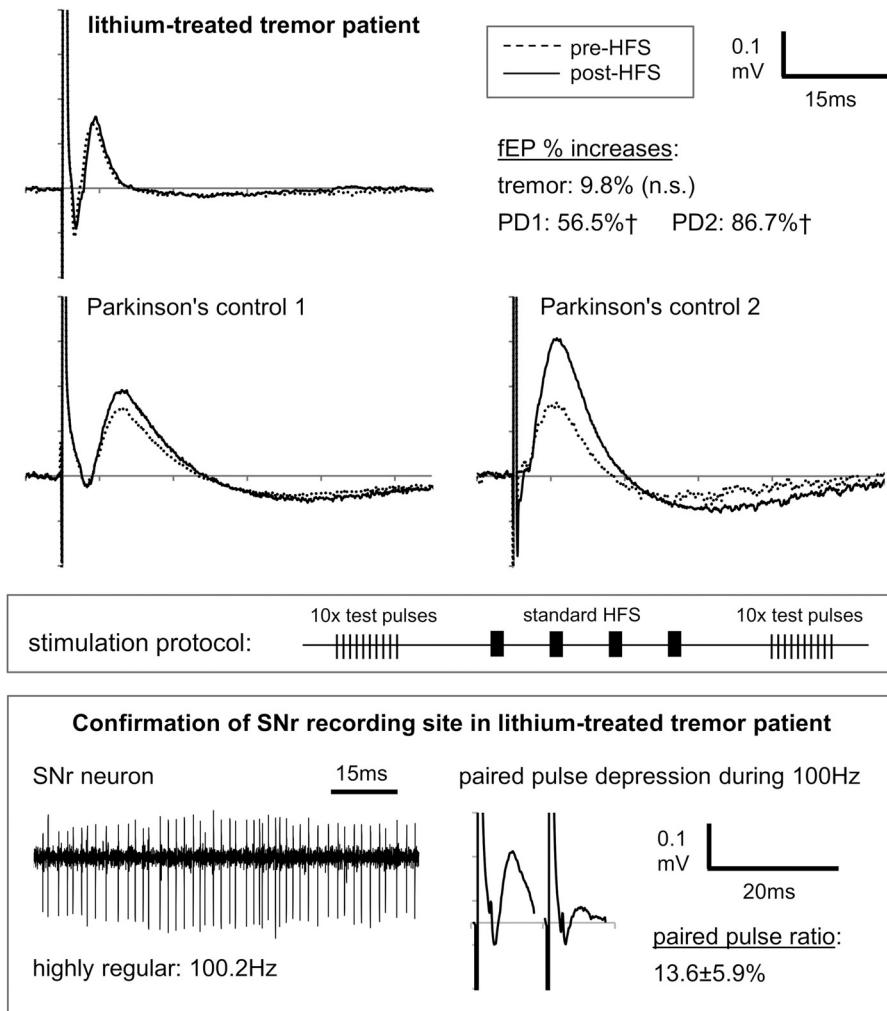 lithium-treated tremor patient
pre-HFS
post-HFS
0.1
mV
15ms
fEP % increases:
tremor: 9.8% (n.s.)
PD1: 56.5%† PD2: 86.7%†
Parkinson's control 1
Parkinson's control 2
stimulation protocol:
10x test pulses
standard HFS
10x test pulses
Confirmation of SNr recording site in lithium-treated tremor patient
SNr neuron
15ms
highly regular: 100.2Hz
paired pulse depression during 100Hz
0.1
mV
20ms
paired pulse ratio:
13.6±5.9%